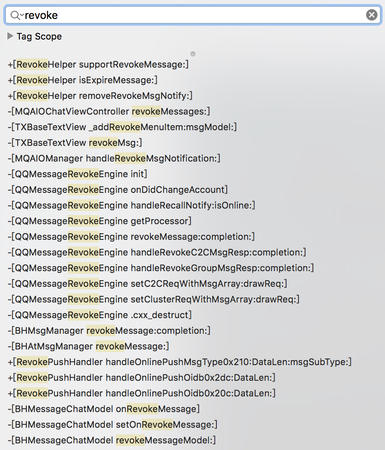 revoke
Tag Scope
+[RevokeHelper supportRevokeMessage:]
+[RevokeHelper isExpireMessage:]
+[RevokeHelper removeRevokeMsgNotify:]
-[MQAIOChatViewController revokeMessages:]
-[TXBaseTextView _addRevokeMenuItem:msgModel:]
-[TXBaseTextView revokeMsg:]
-[MQAIOManager handleRevokeMsgNotification:]
-[QQMessageRevokeEngine init]
-[QQMessageRevokeEngine onDidChangeAccount]
-[QQMessageRevokeEngine handleRecallNotify:isOnline:]
-[QQMessageRevokeEngine getProcessor]
-[QQMessageRevokeEngine revokeMessage:completion:]
-[QQMessageRevokeEngine handleRevokeC2CMsgResp:completion:]
-[QQMessageRevokeEngine handleRevokeGroupMsgResp:completion:]
-[QQMessageRevokeEngine setC2CReqWithMsgArray:drawReq:]
-[QQMessageRevokeEngine setClusterReqWithMsgArray:drawReq:]
-[QQMessageRevokeEngine .cxx_destruct]
-[BHMsgManager revokeMessage:completion:]
-[BHAtMsgManager revokeMessage:]
+[RevokePushHandler handleOnlinePushMsgType0x210:DataLen:msgSubType:]
+[RevokePushHandler handleOnlinePushOidb0x2dc:DataLen:]
+[RevokePushHandler handleOnlinePushOidb0x20c:DataLen:]
-[BHMessageChatModel onRevokeMessage]
-[BHMessageChatModel setOnRevokeMessage:]
-[BHMessageChatModel revokeMessageModel:]